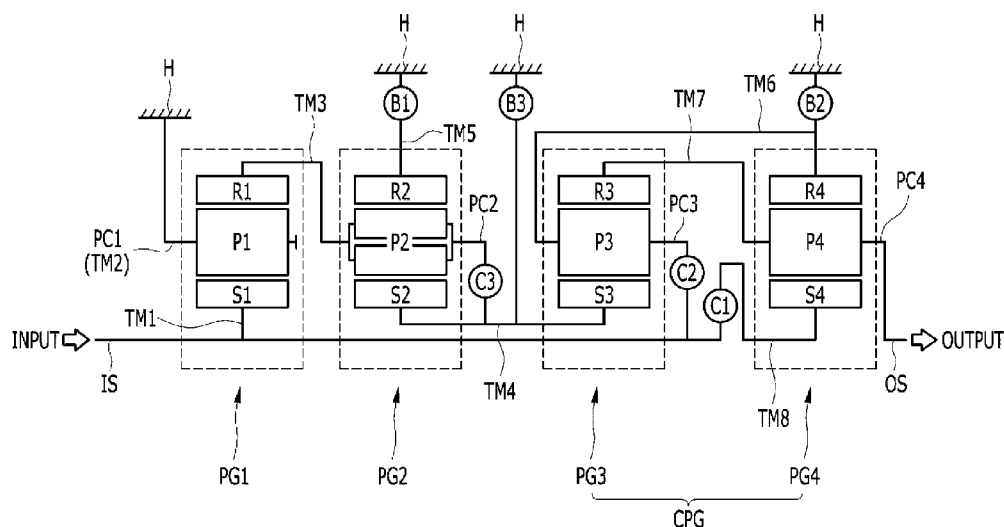 H H H H
B1 B3 B2
TM3 TM5 TM7 TM6
R1 R2 R3 R4
PC2 PC3 PC4
P1 P2 P3 P4
PC1
(TM2)
C3 C2 C1
S1 S2 S3 S4
TM1
INPUT OUTPUT
IS TM4 TM8 OS
PG1 PG2 PG3 PG4
CPG